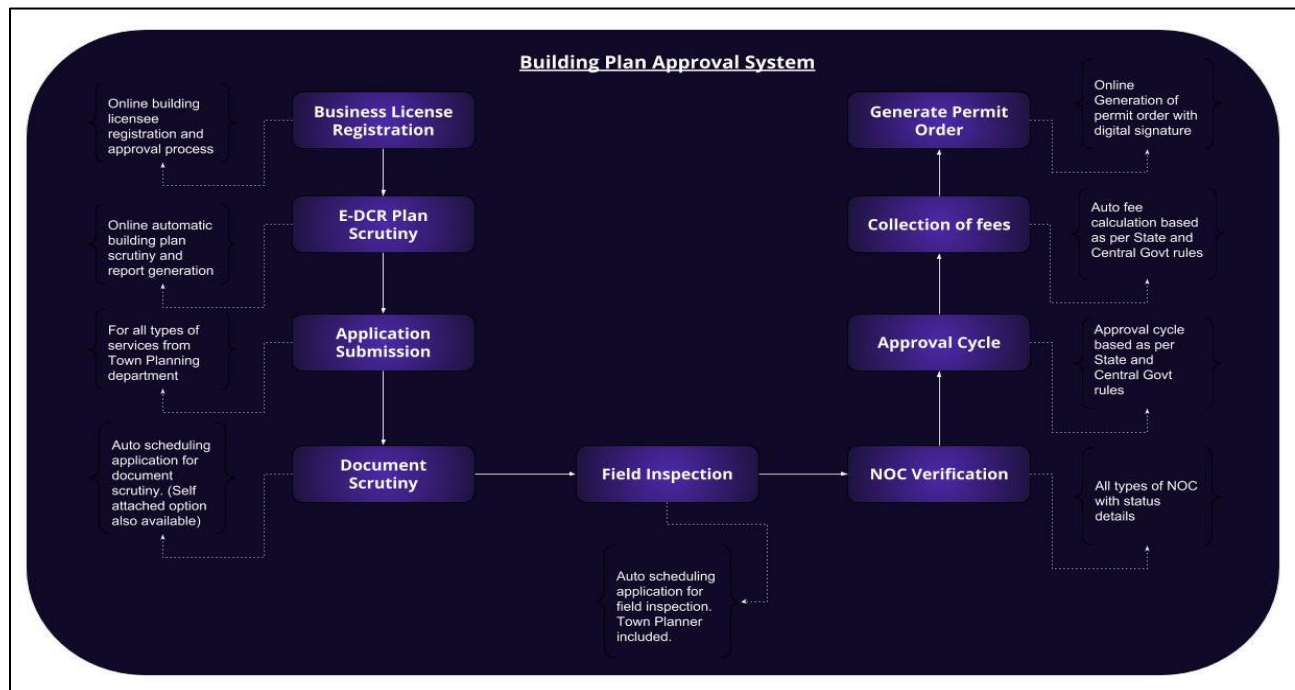 Building Plan Approval System
Online building
licensee
registration and
approval process
Business License
Registration
Generate Permit
Order
Online
Generation of
permit order with
digital signature
Online automatic
building plan
scrutiny and
report generation
E-DCR Plan
Scrutiny
Collection of fees
Auto fee
calculation based
as per State and
Central Govt rules
For all types of
services from
Town Planning
department
Application
Submission
Approval Cycle
Approval cycle
based as per
State and
Central Govt
rules
Auto scheduling
application for
document
scrutiny. (Self
attached option
also available)
Document
Scrutiny
Field Inspection
NOC Verification
All types of NOC
with status
details
Auto scheduling
application for
field inspection.
Town Planner
included.